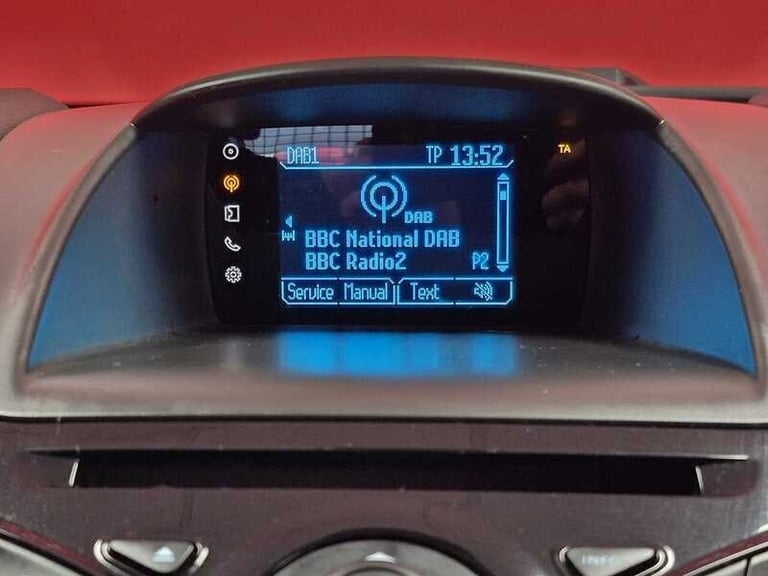 DAB1 TP 13:52
TA
DAB
BBC National DAB
BBC Radio2 P2
Service Manual Text
INFO